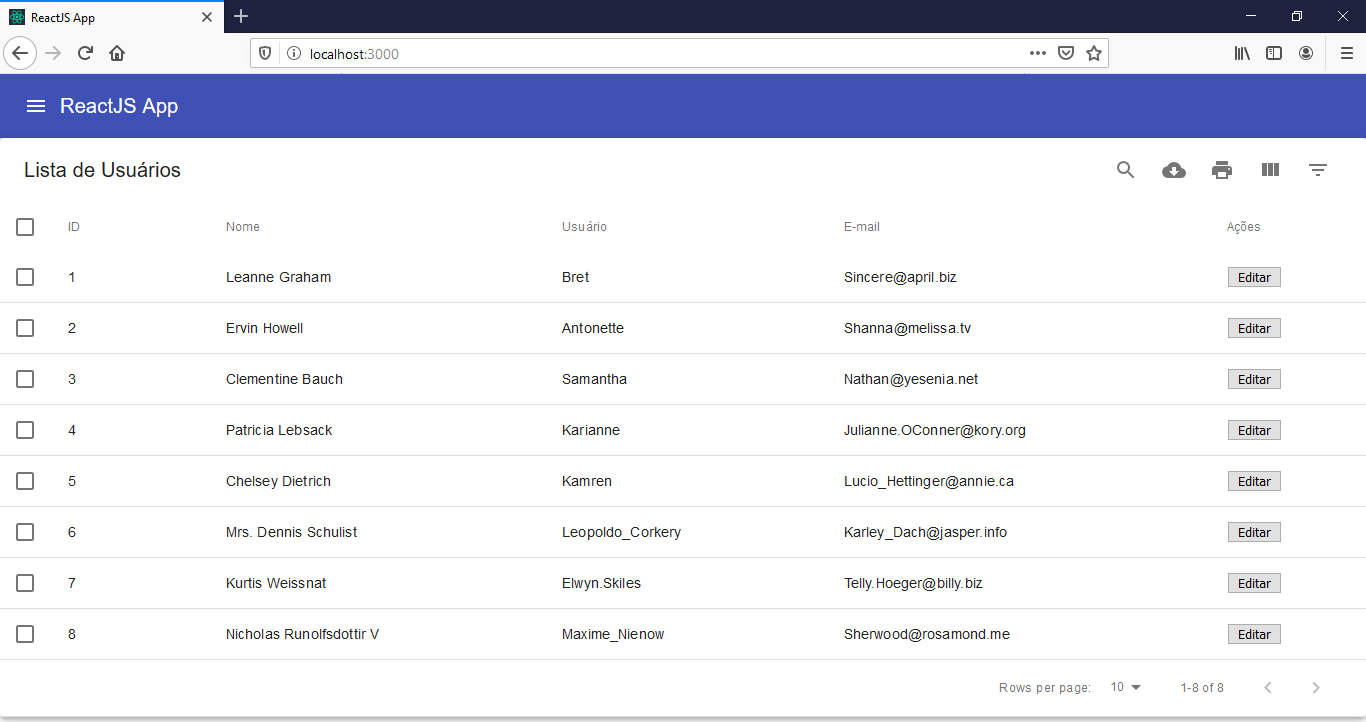 ReactJS App
localhost:3000
ReactJS App
Lista de Usuários
ID Nome Usuário E-mail Ações
1 Leanne Graham Bret Sincere@april.biz Editar
2 Ervin Howell Antonette Shanna@melissa.tv Editar
3 Clementine Bauch Samantha Nathan@yesenia.net Editar
4 Patricia Lebsack Karianne Julianne.OConner@kory.org Editar
5 Chelsey Dietrich Kamren Lucio_Hettinger@annie.ca Editar
6 Mrs. Dennis Schulist Leopoldo_Corkery Karley_Dach@jasper.info Editar
7 Kurtis Weissnat Elwyn.Skiles Telly.Hoeger@billy.biz Editar
8 Nicholas Runolfsdottir V Maxime_Nienow Sherwood@rosamond.me Editar
Rows per page: 10 1-8 of 8